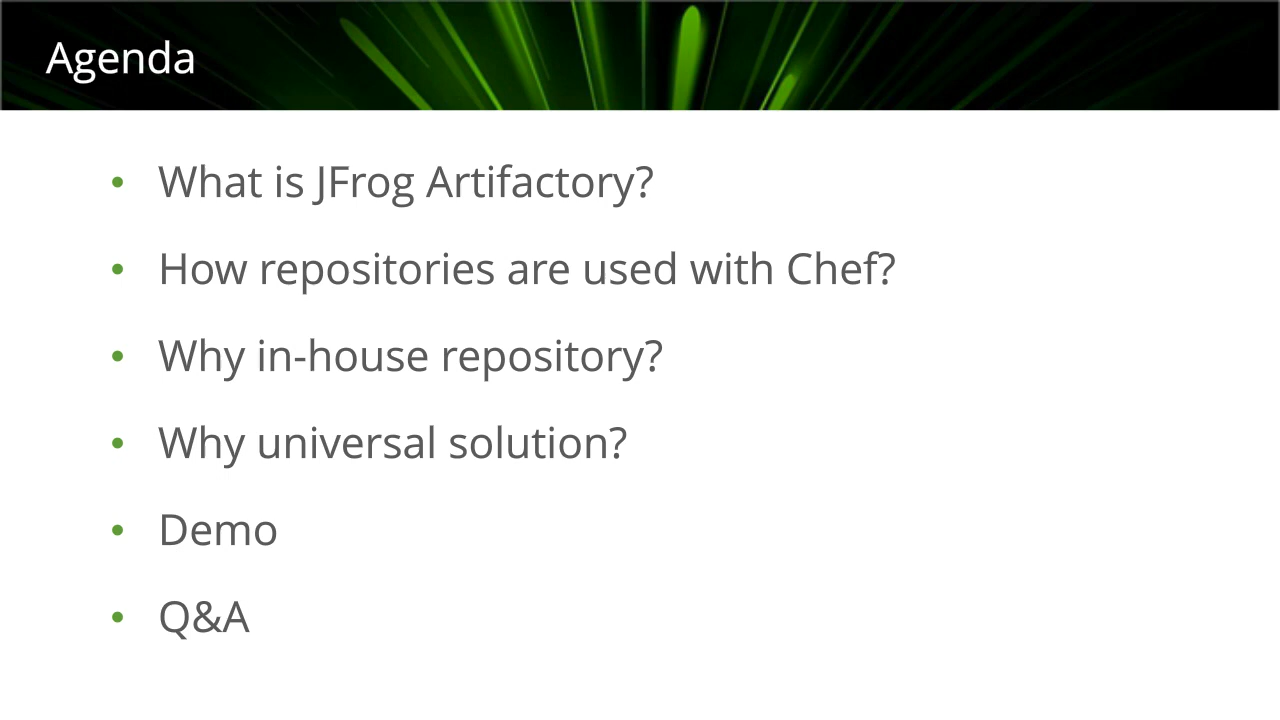 Agenda
• What is JFrog Artifactory?
• How repositories are used with Chef?
• Why in-house repository?
• Why universal solution?
• Demo
• Q&A